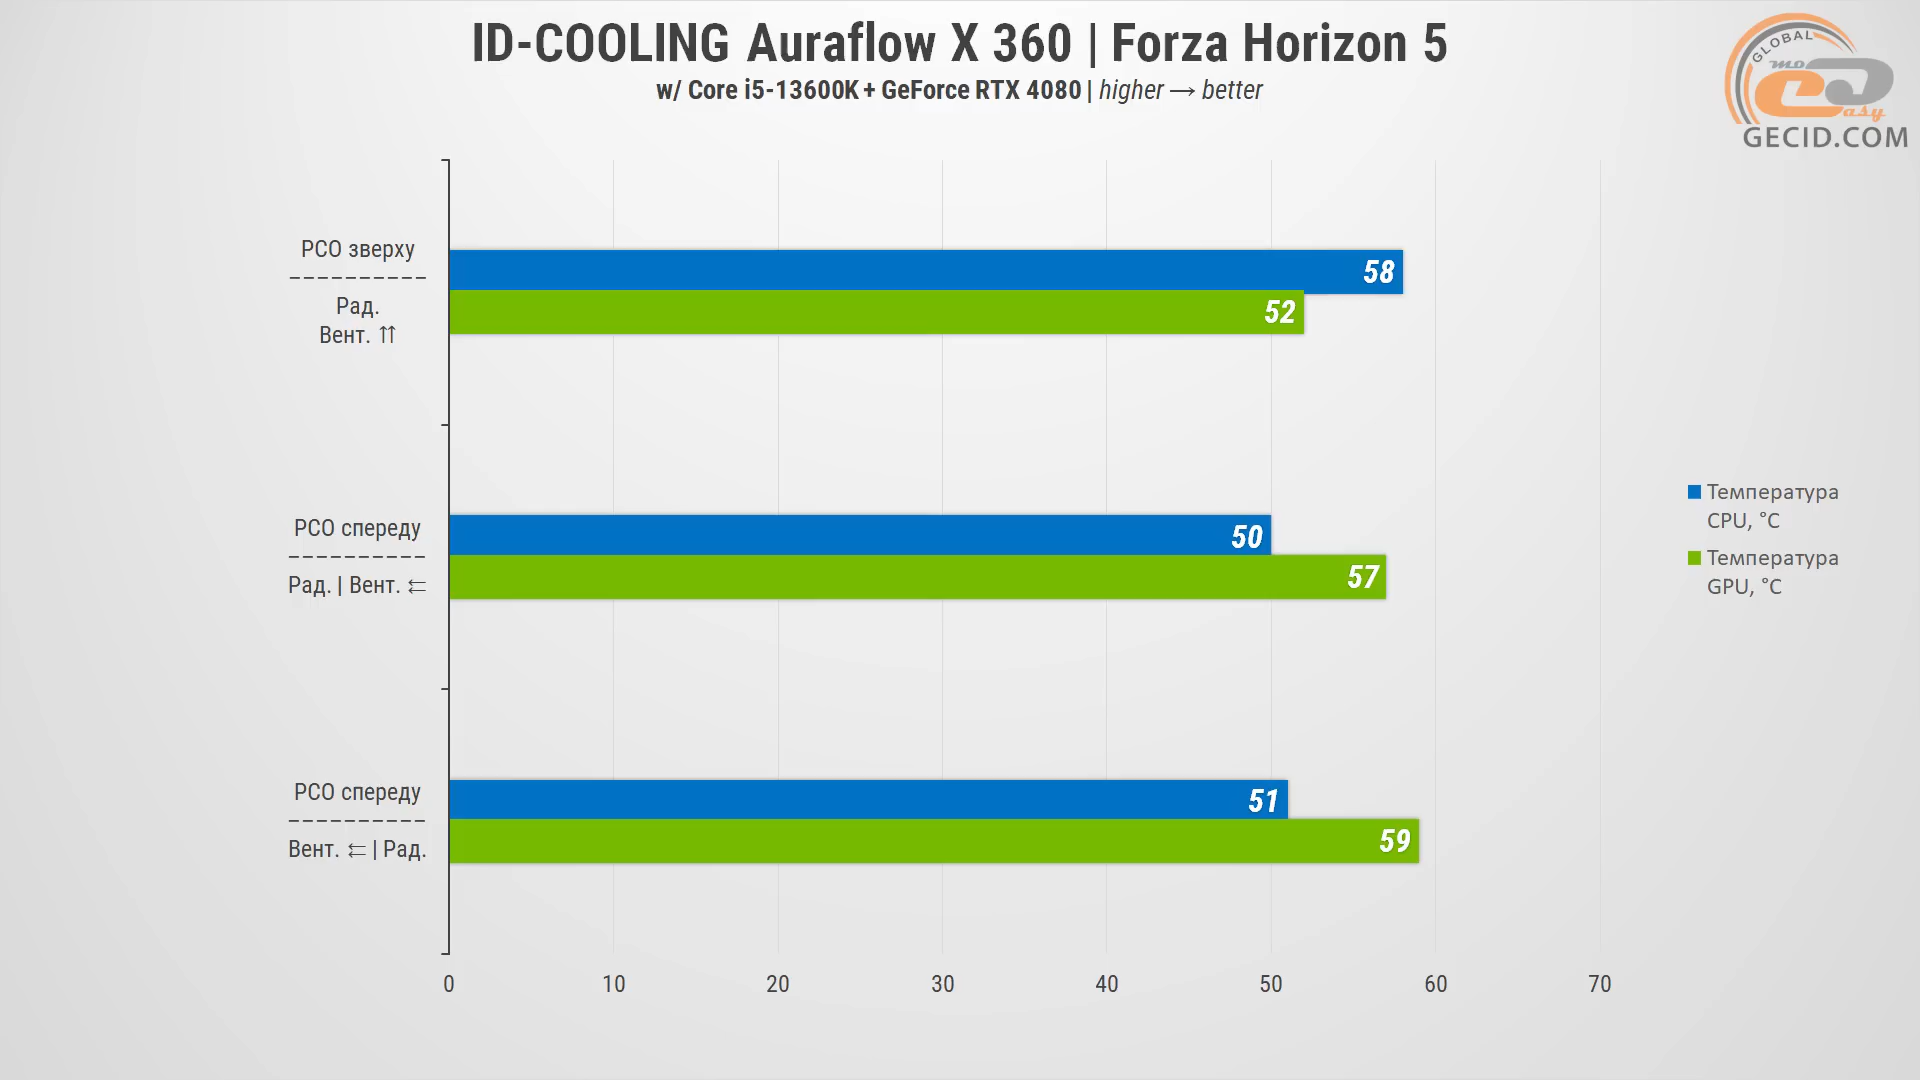 ID-COOLING Auraflow X 360 | Forza Horizon 5
w/ Core i5-13600K + GeForce RTX 4080 | higher → better
GLOBAL
mo
easy
GECID.COM
РСО зверху
----------
Рад.
Вент. ⇈
58
52
РСО спереду
----------
Рад. | Вент. ⇇
50
57
РСО спереду
----------
Вент. ⇇ | Рад.
51
59
Температура
CPU, °C
Температура
GPU, °C
0 10 20 30 40 50 60 70